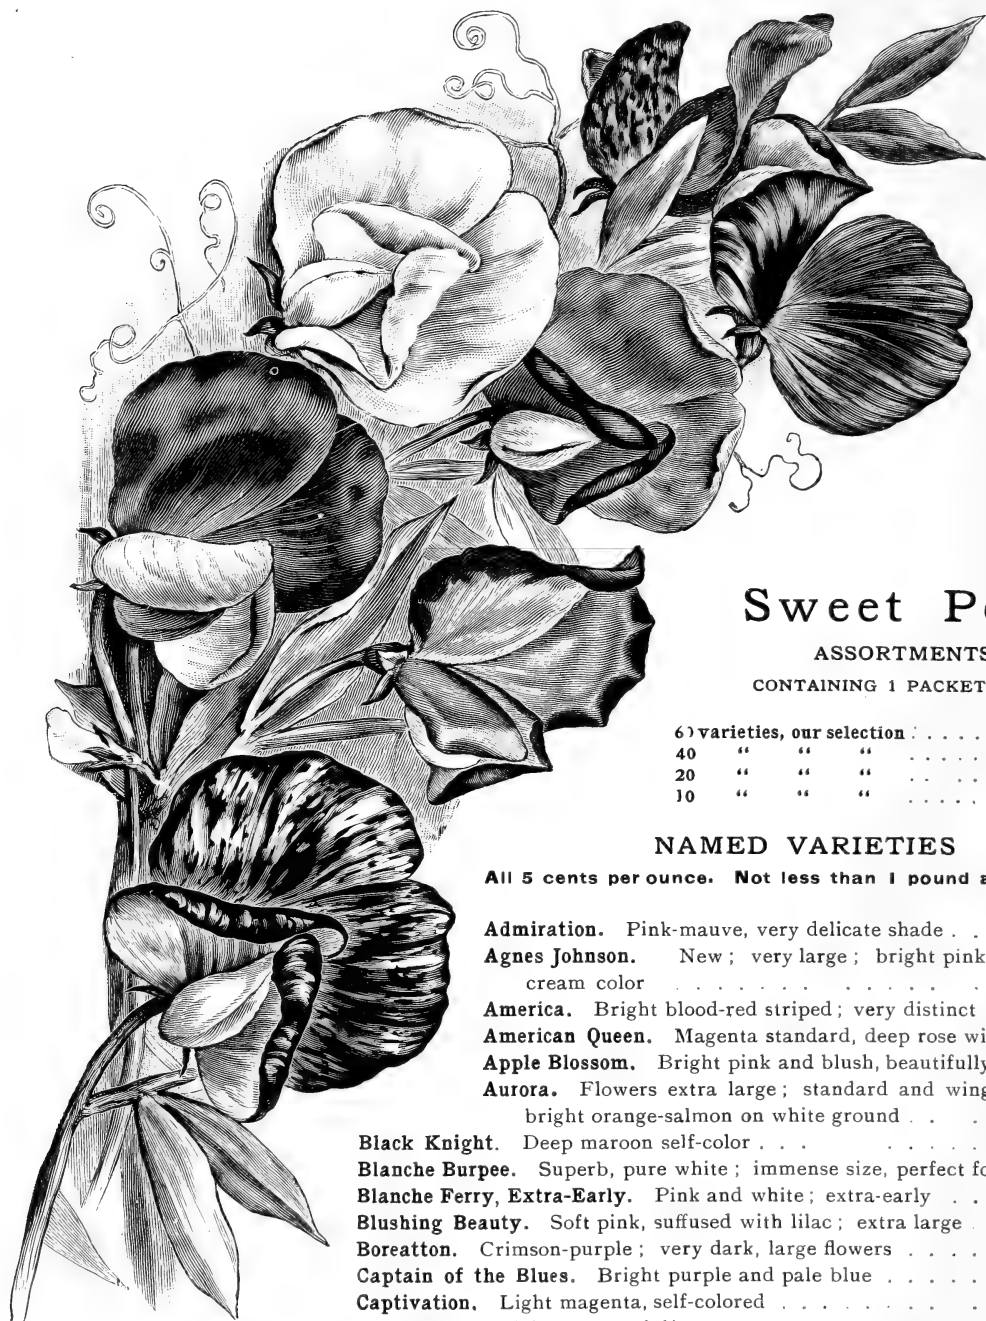 Sweet P
ASSORTMENTS
CONTAINING 1 PACKET
6) varieties, our selection . . . . .
40 “ “ “ . . . . .
20 “ “ “ . . . .
10 “ “ “ . . . . .
NAMED VARIETIES
All 5 cents per ounce. Not less than 1 pound a
Admiration. Pink-mauve, very delicate shade . .
Agnes Johnson. New ; very large ; bright pink
cream color . . . . . . . . . . . . .
America. Bright blood-red striped ; very distinct
American Queen. Magenta standard, deep rose wi
Apple Blossom. Bright pink and blush, beautifully
Aurora. Flowers extra large ; standard and wing
bright orange-salmon on white ground . . .
Black Knight. Deep maroon self-color . . . . . . . .
Blanche Burpee. Superb, pure white ; immense size, perfect fo
Blanche Ferry, Extra-Early. Pink and white ; extra-early . .
Blushing Beauty. Soft pink, suffused with lilac ; extra large .
Boreatton. Crimson-purple ; very dark, large flowers . . . .
Captain of the Blues. Bright purple and pale blue . . . . .
Captivation. Light magenta, self-colored . . . . . . . . .